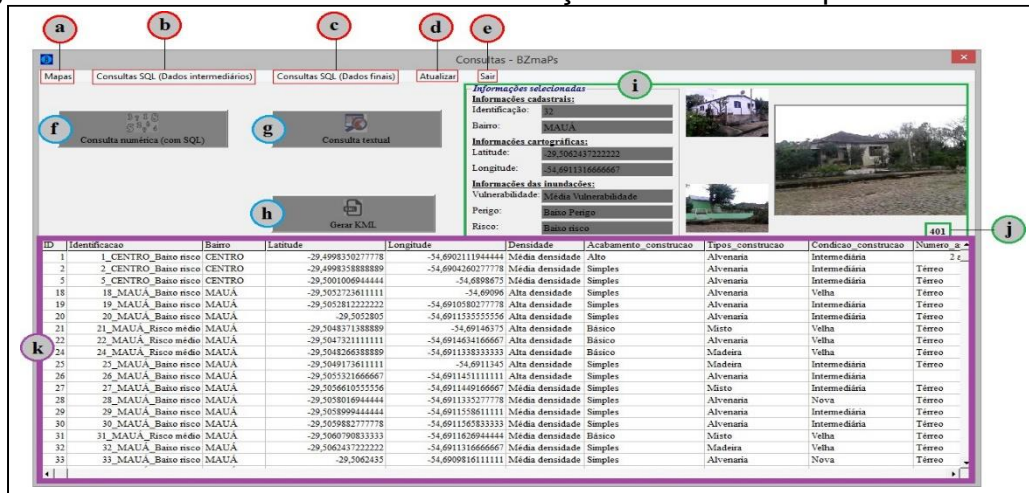 a b c d e
Consultas - BZmaPs
Mapas Consultas SQL (Dados intermediários) Consultas SQL (Dados finais) Atualizar Sair
Informações selecionadas
i
Informações cadastrais:
Identificação: 32
f Consulta numérica (com SQL) g Consulta textual
Bairro: MAUÁ
Informações cartográficas:
Latitude: -29,5062437222222
Longitude: -54,6911316666667
Informações das inundações:
Vulnerabilidade: Média Vulnerabilidade
Perigo: Baixo Perigo
h Gerar KML
Risco: Baixo risco
401 j
ID Identificacao Bairro Latitude Longitude Densidade Acabamento_construcao Tipos_construcao Condicao_construcao Numero_a
1 1_CENTRO_Baixo risco CENTRO -29,4998350277778 -54,6902111944444 Média densidade Alto Alvenaria Intermediária 2 a
2 2_CENTRO_Baixo risco CENTRO -29,4998358888889 -54,6904260277778 Média densidade Simples Alvenaria Intermediária Térreo
5 5_CENTRO_Baixo risco CENTRO -29,5001006944444 -54,6898675 Média densidade Simples Alvenaria Intermediária Térreo
18 18_MAUÁ_Baixo risco MAUÁ -29,5052723611111 -54,69096 Alta densidade Simples Alvenaria Velha Térreo
19 19_MAUÁ_Baixo risco MAUÁ -29,5052812222222 -54,6910580277778 Alta densidade Simples Alvenaria Intermediária Térreo
20 20_MAUÁ_Baixo risco MAUÁ -29,5052805 -54,6911535555556 Alta densidade Simples Alvenaria Intermediária Térreo
21 21_MAUÁ_Risco médio MAUÁ -29,5048371388889 -54,69146375 Alta densidade Básico Misto Velha Térreo
22 22_MAUÁ_Risco médio MAUÁ -29,5047321111111 -54,6914634166667 Alta densidade Básico Alvenaria Velha Térreo
k 24 24_MAUÁ_Risco médio MAUÁ -29,5048266388889 -54,6911338333333 Alta densidade Básico Madeira Velha Térreo
25 25_MAUÁ_Baixo risco MAUÁ -29,5049173611111 -54,6911345 Alta densidade Simples Madeira Intermediária Térreo
26 26_MAUÁ_Baixo risco MAUÁ -29,5055321666667 -54,6911451111111 Alta densidade Simples Alvenaria Intermediária
27 27_MAUÁ_Baixo risco MAUÁ -29,5056610555556 -54,6911449166667 Média densidade Simples Misto Intermediária Térreo
28 28_MAUÁ_Baixo risco MAUÁ -29,5058016944444 -54,6911335277778 Média densidade Simples Alvenaria Nova Térreo
29 29_MAUÁ_Baixo risco MAUÁ -29,5058999444444 -54,6911558611111 Média densidade Simples Alvenaria Intermediária Térreo
30 30_MAUÁ_Baixo risco MAUÁ -29,5059882777778 -54,6911565833333 Média densidade Simples Alvenaria Intermediária Térreo
31 31_MAUÁ_Risco médio MAUÁ -29,5060790833333 -54,6911626944444 Média densidade Básico Misto Velha Térreo
32 32_MAUÁ_Baixo risco MAUÁ -29,5062437222222 -54,6911316666667 Média densidade Simples Madeira Velha Térreo
33 33_MAUÁ_Baixo risco MAUÁ -29,5062435 -54,6909816111111 Média densidade Simples Alvenaria Nova Térreo